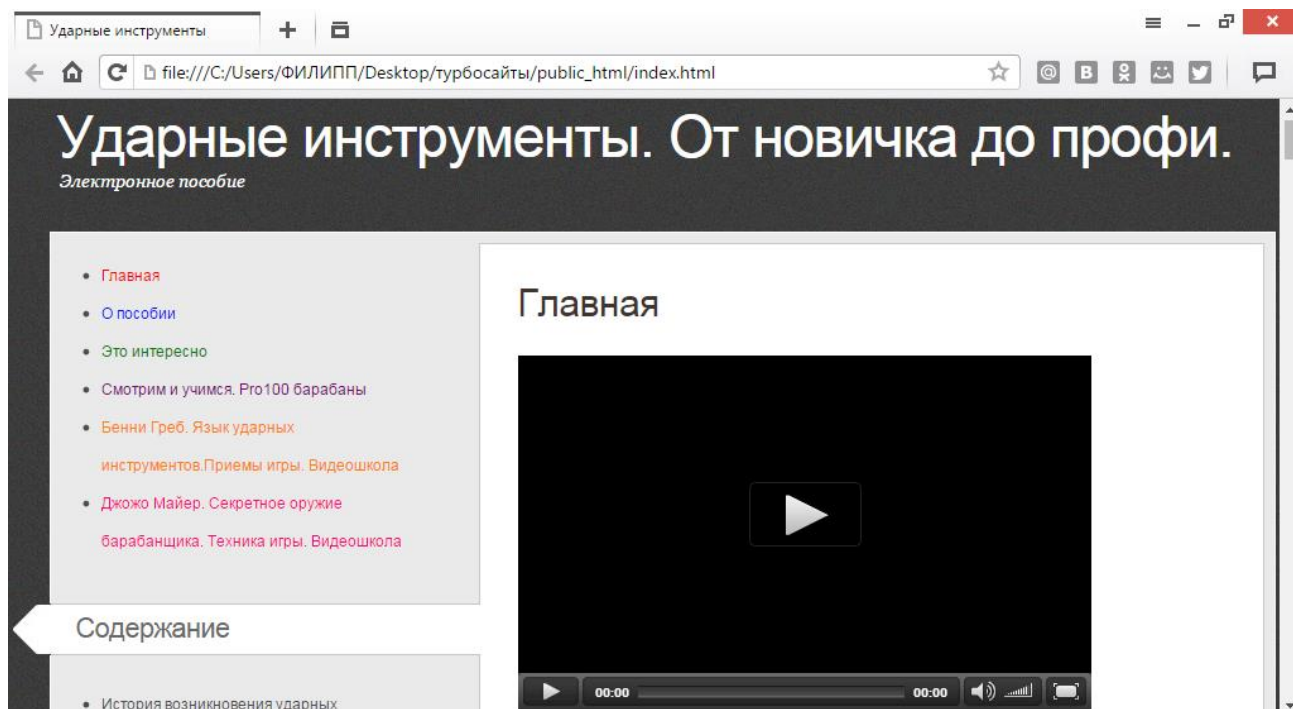 Ударные инструменты
file:///C:/Users/ФИЛИПП/Desktop/турбосайты/public_html/index.html
Ударные инструменты. От новичка до профи.
Электронное пособие
Главная
О пособии
Это интересно
Смотрим и учимся. Pro100 барабаны
Бенни Греб. Язык ударных
инструментов.Приемы игры. Видеошкола
Джожо Майер. Секретное оружие
барабанщика. Техника игры. Видеошкола
Содержание
История возникновения ударных
Главная
00:00
00:00